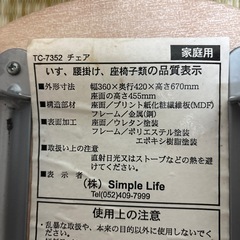 TC-7352 チェア
家庭用
いす、腰掛け、座椅子類の品質表示
■外形寸法 幅360×奥行420×高さ670mm
座面の高さ455mm
■構造部材 座面／プリント紙化粧繊維板(MDF)
フレーム／金属(鋼)
■表面加工 座面／ウレタン塗装
フレーム／ポリエステル塗装
エポキシ樹脂塗装
■取扱い上の注意
直射日光又はストーブなどの熱を
避けてください。
■表示者
(株) Simple Life
Tel(052)409-7999
使用上の注意